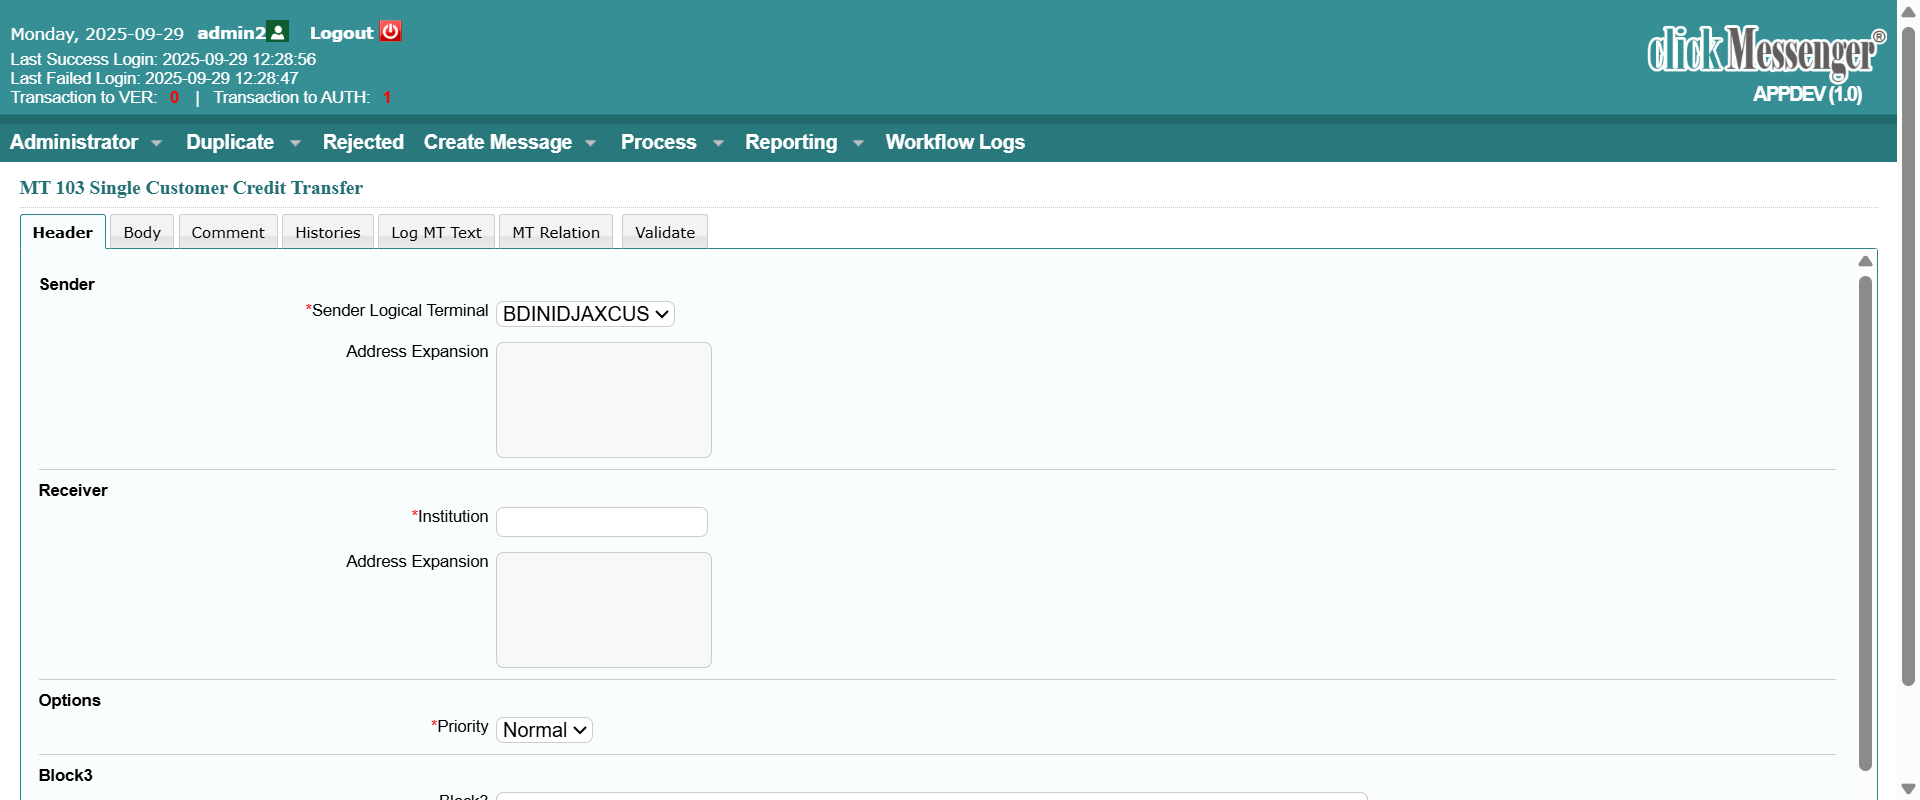 Monday, 2025-09-29 admin2 Logout
Last Success Login: 2025-09-29 12:28:56
Last Failed Login: 2025-09-29 12:28:47
Transaction to VER: 0 | Transaction to AUTH: 1
clickMessenger®
APPDEV (1.0)
Administrator Duplicate Rejected Create Message Process Reporting Workflow Logs
MT 103 Single Customer Credit Transfer
Header Body Comment Histories Log MT Text MT Relation Validate
Sender
*Sender Logical Terminal BDINIDJAXCUS
Address Expansion
Receiver
*Institution
Address Expansion
Options
*Priority Normal
Block3
Block3